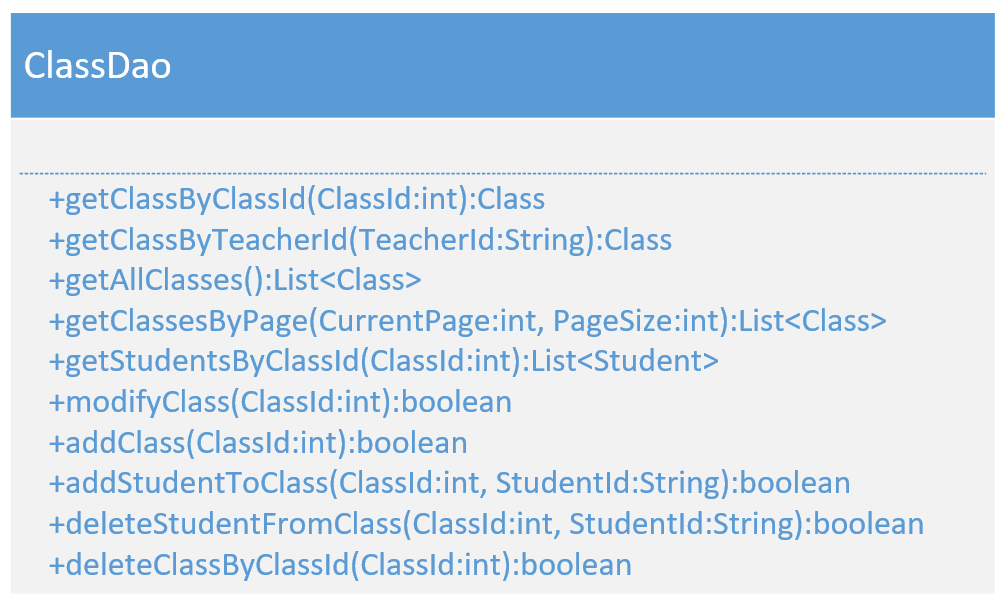 ClassDao
+getClassByClassId(ClassId:int):Class
+getClassByTeacherId(TeacherId:String):Class
+getAllClasses():List<Class>
+getClassesByPage(CurrentPage:int, PageSize:int):List<Class>
+getStudentsByClassId(ClassId:int):List<Student>
+modifyClass(ClassId:int):boolean
+addClass(ClassId:int):boolean
+addStudentToClass(ClassId:int, StudentId:String):boolean
+deleteStudentFromClass(ClassId:int, StudentId:String):boolean
+deleteClassByClassId(ClassId:int):boolean